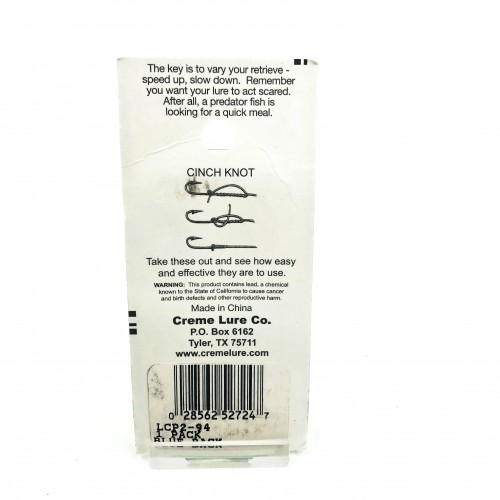 The key is to vary your retrieve -
speed up, slow down. Remember
you want your lure to act scared.
After all, a predator fish is
looking for a quick meal.
CINCH KNOT
Take these out and see how easy
and effective they are to use.
WARNING: This product contains lead, a chemical
known to the State of California to cause cancer
and birth defects and other reproductive harm.
Made in China
Creme Lure Co.
P.O. Box 6162
Tyler, TX 75711
www.cremelure.com
0 28562 52724 7
LCP2-94
1 PACK
BLUE BACK